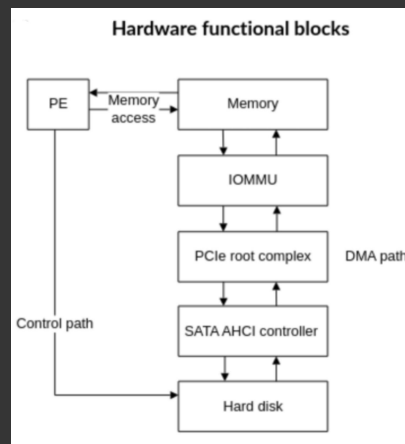 Hardware functional blocks
PE
Memory
access
Memory
IOMMU
PCIe root complex
DMA path
Control path
SATA AHCI controller
Hard disk